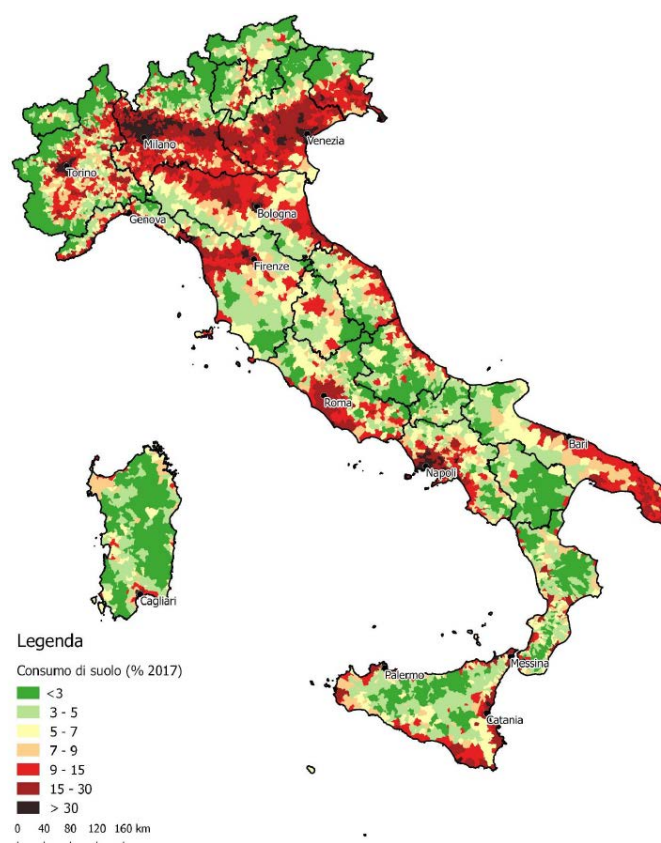 Milano
Venezia
Torino
Bologna
Genova
Firenze
Roma
Bari
Napoli
Cagliari
Messina
Palermo
Catania
Legenda
Consumo di suolo (% 2017)
<3
3 - 5
5 - 7
7 - 9
9 - 15
15 - 30
> 30
0 40 80 120 160 km